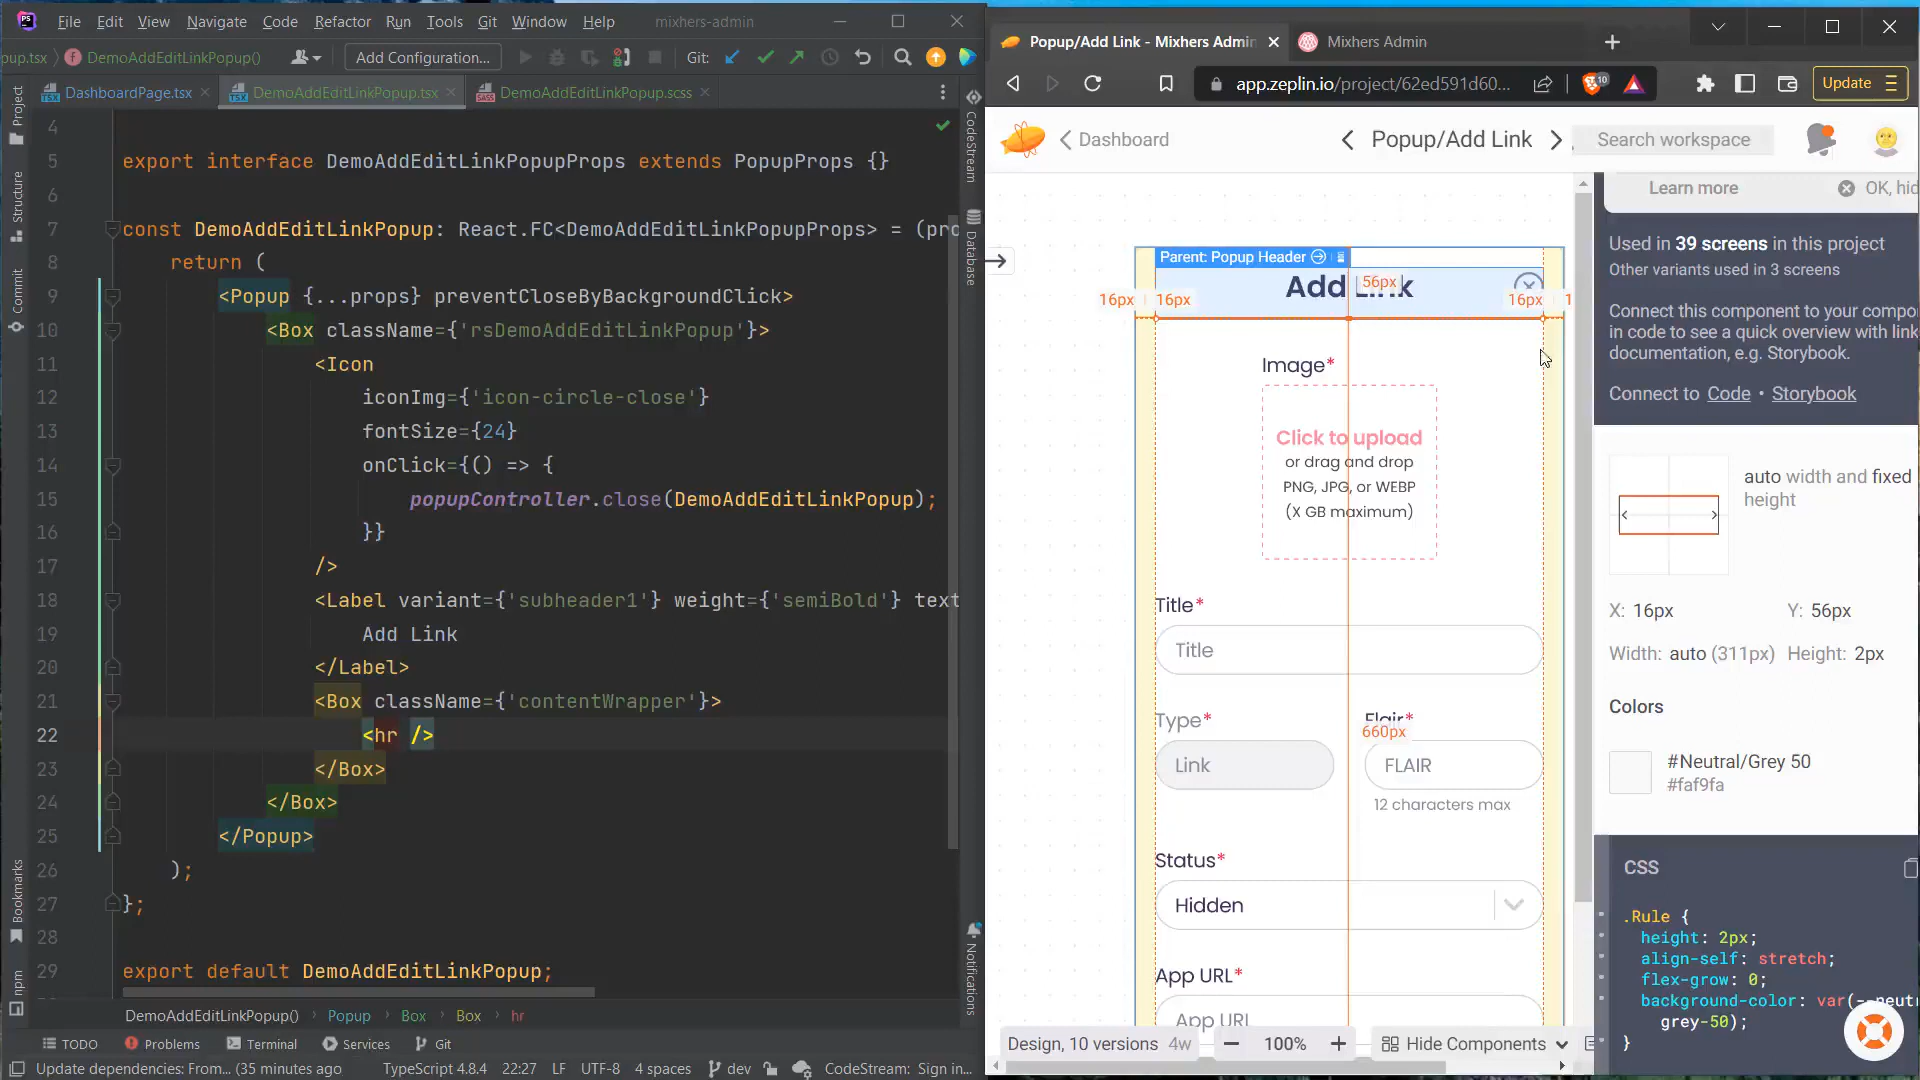 PS File Edit View Navigate Code Refactor Run Tools Git Window Help mixhers-admin
pup.tsx DemoAddEditLinkPopup() Add Configuration... Git:
DashboardPage.tsx DemoAddEditLinkPopup.tsx DemoAddEditLinkPopup.scss
Project
Structure
Commit
Bookmarks
npm
4
5 export interface DemoAddEditLinkPopupProps extends PopupProps {}
6
7 const DemoAddEditLinkPopup: React.FC<DemoAddEditLinkPopupProps> = (pro
8 return (
9 <Popup {...props} preventCloseByBackgroundClick>
10 <Box className={'rsDemoAddEditLinkPopup'}>
11 <Icon
12 iconImg={'icon-circle-close'}
13 fontSize={24}
14 onClick={() => {
15 popupController.close(DemoAddEditLinkPopup);
16 }}
17 />
18 <Label variant={'subheader1'} weight={'semiBold'} text
19 Add Link
20 </Label>
21 <Box className={'contentWrapper'}>
22 <hr />
23 </Box>
24 </Box>
25 </Popup>
26 );
27 };
28
29 export default DemoAddEditLinkPopup;
DemoAddEditLinkPopup() Popup Box Box hr
TODO Problems Terminal Services Git
Update dependencies: From... (35 minutes ago TypeScript 4.8.4 22:27 LF UTF-8 4 spaces dev CodeStream: Sign in...
CodeStream
Database
Notifications
Popup/Add Link - Mixhers Admin Mixhers Admin
app.zeplin.io/project/62ed591d60... 10 Update
Dashboard Popup/Add Link Search workspace
Parent: Popup Header
Add Link
56px
16px 16px 16px 1
Image*
Click to upload
or drag and drop
PNG, JPG, or WEBP
(X GB maximum)
Title*
Title
Type* Flair*
660px
Link FLAIR
12 characters max
Status*
Hidden
App URL*
App URL
Design, 10 versions 4w 100% Hide Components
Learn more OK, hid
Used in 39 screens in this project
Other variants used in 3 screens
Connect this component to your compo
in code to see a quick overview with link
documentation, e.g. Storybook.
Connect to Code • Storybook
auto width and fixed
height
X: 16px Y: 56px
Width: auto (311px) Height: 2px
Colors
#Neutral/Grey 50
#faf9fa
CSS
.Rule {
height: 2px;
align-self: stretch;
flex-grow: 0;
background-color: var(--neut
grey-50);
}